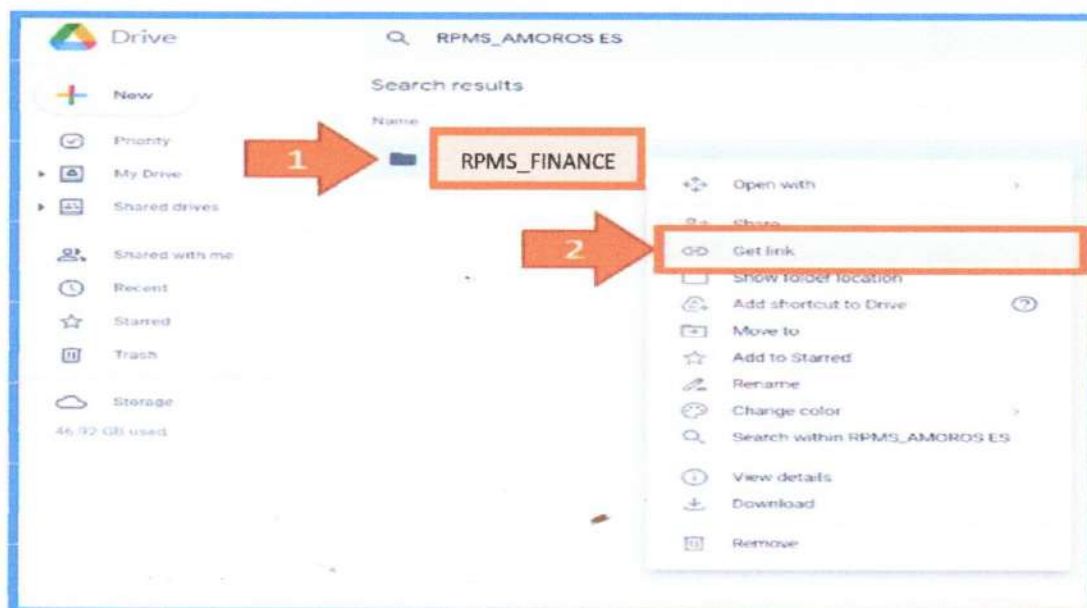 Drive
RPMS_AMOROS ES
New
Search results
Name
Priority
1
RPMS_FINANCE
My Drive
Open with
Shared drives
Share
2
Get link
Shared with me
Show folder location
Recent
Add shortcut to Drive
Starred
Move to
Trash
Add to Starred
Rename
Storage
Change color
46.92 GB used
Search within RPMS_AMOROS ES
View details
Download
Remove